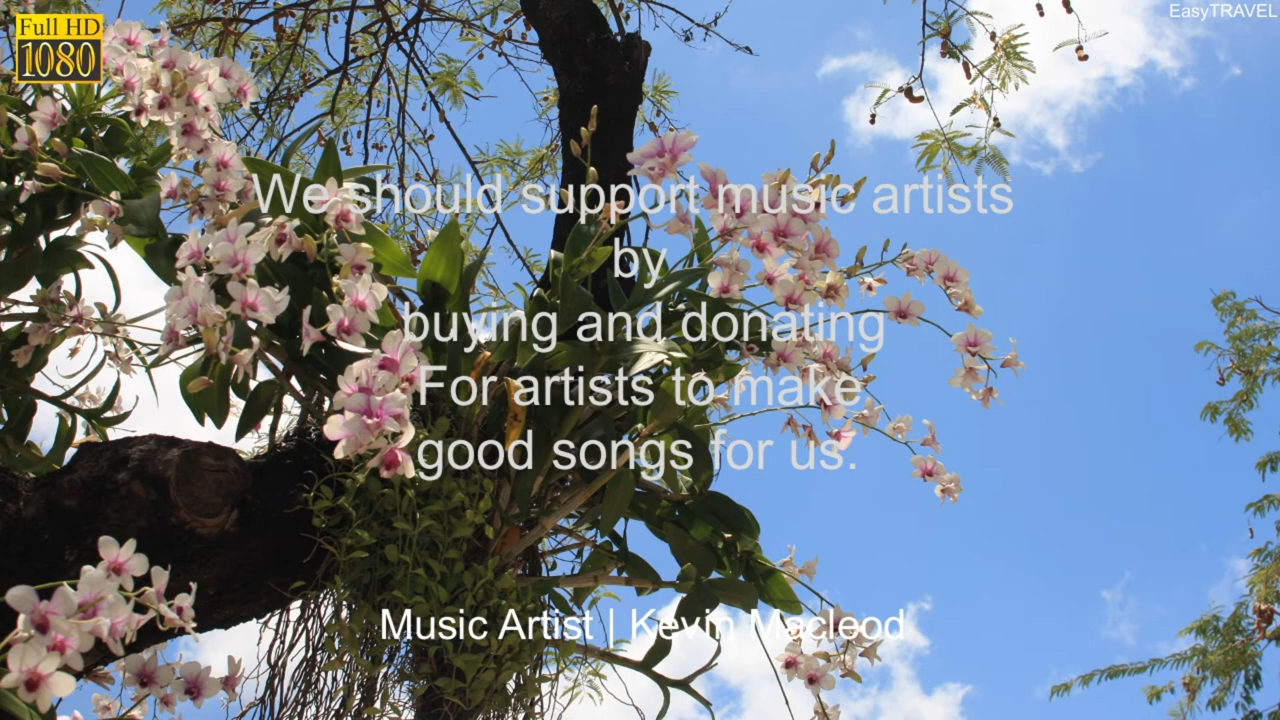 Full HD
1080
EasyTRAVEL
We should support music artists
by
buying and donating
For artists to make
good songs for us.
Music Artist | Kevin Macleod